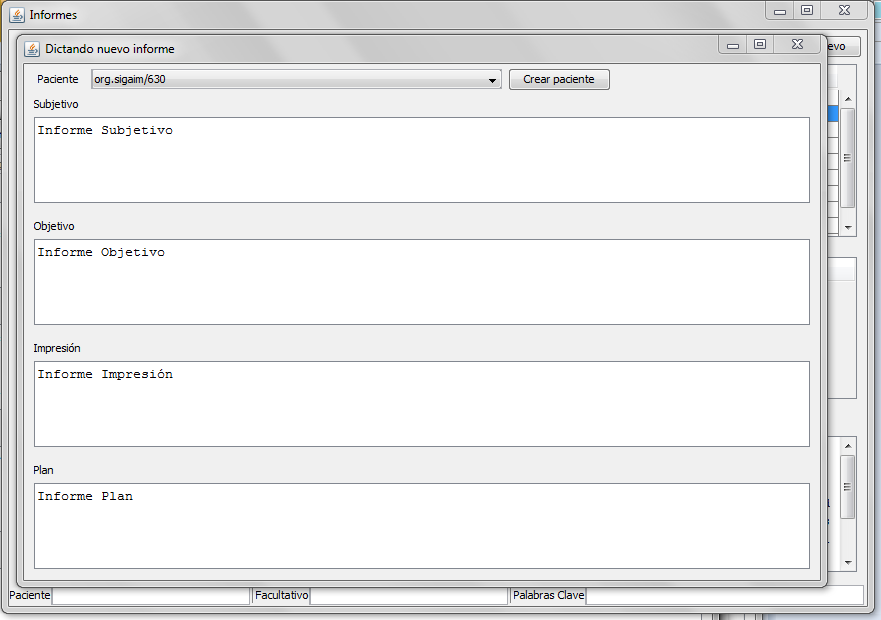 Informes
Dictando nuevo informe
Paciente org.sigaim/630 Crear paciente
Subjetivo
Informe Subjetivo
Objetivo
Informe Objetivo
Impresión
Informe Impresión
Plan
Informe Plan
Paciente Facultativo Palabras Clave